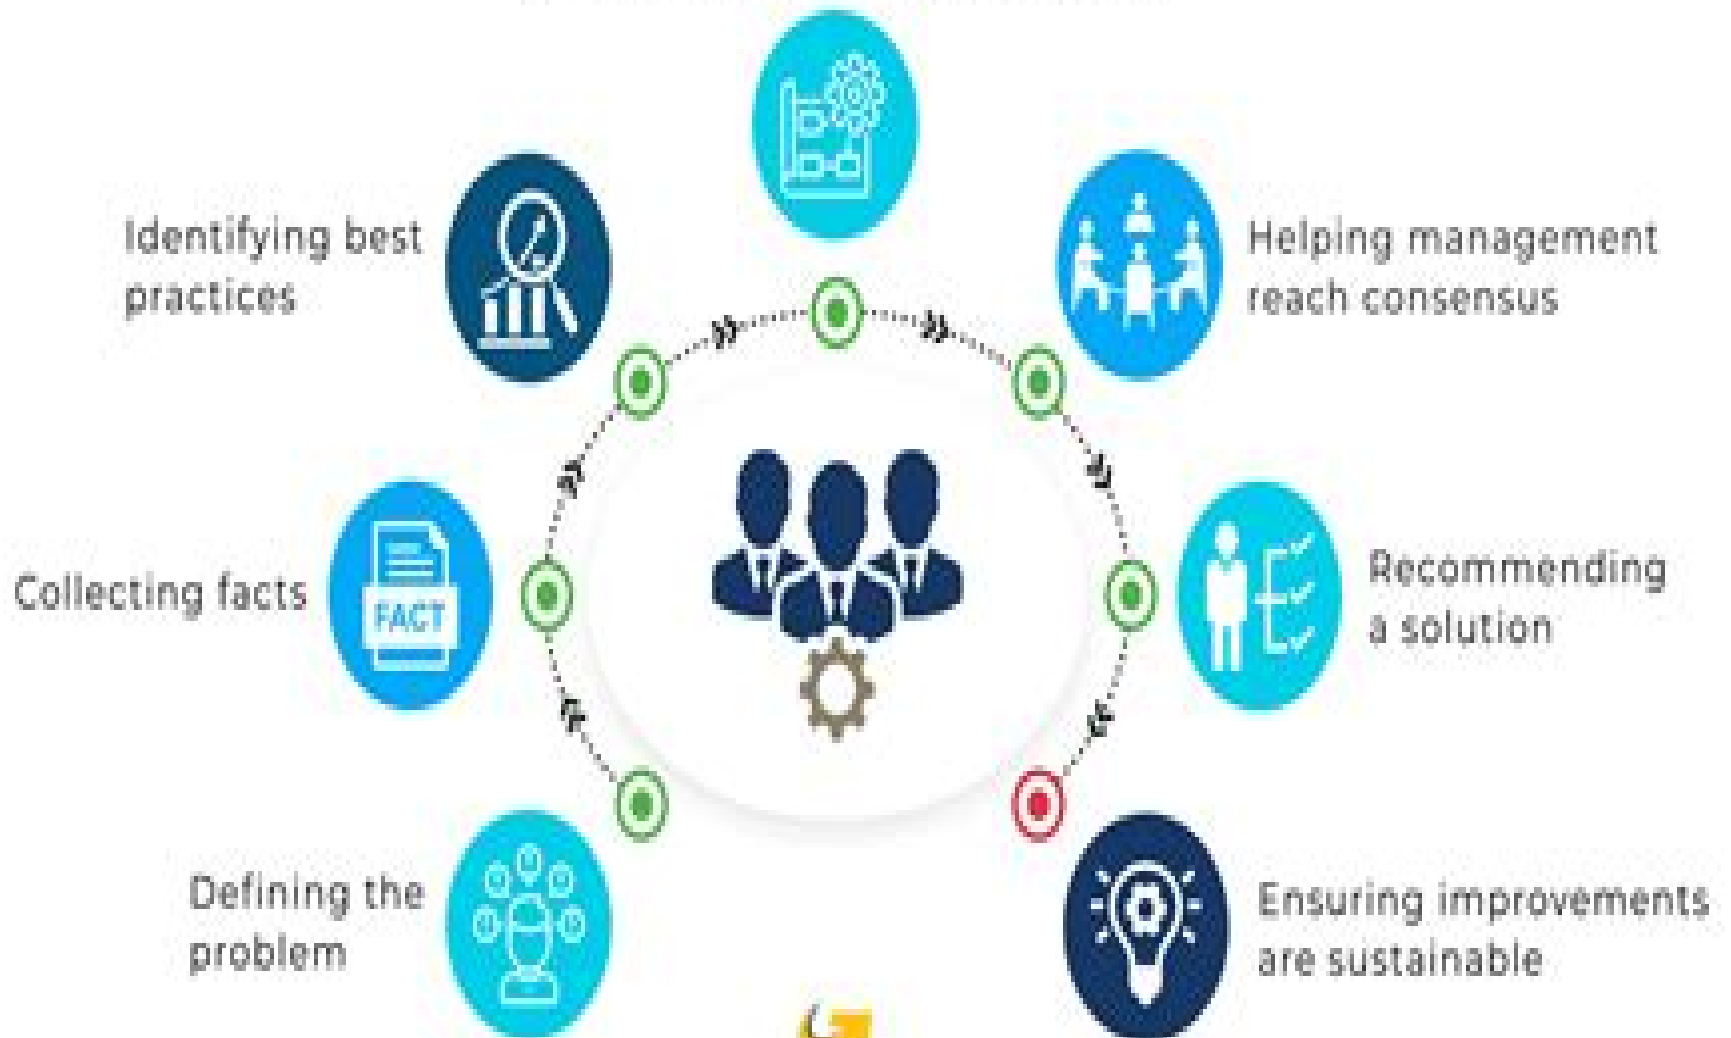 Identifying best
practices
Helping management
reach consensus
Collecting facts
FACT
Recommending
a solution
Defining the
problem
Ensuring improvements
are sustainable